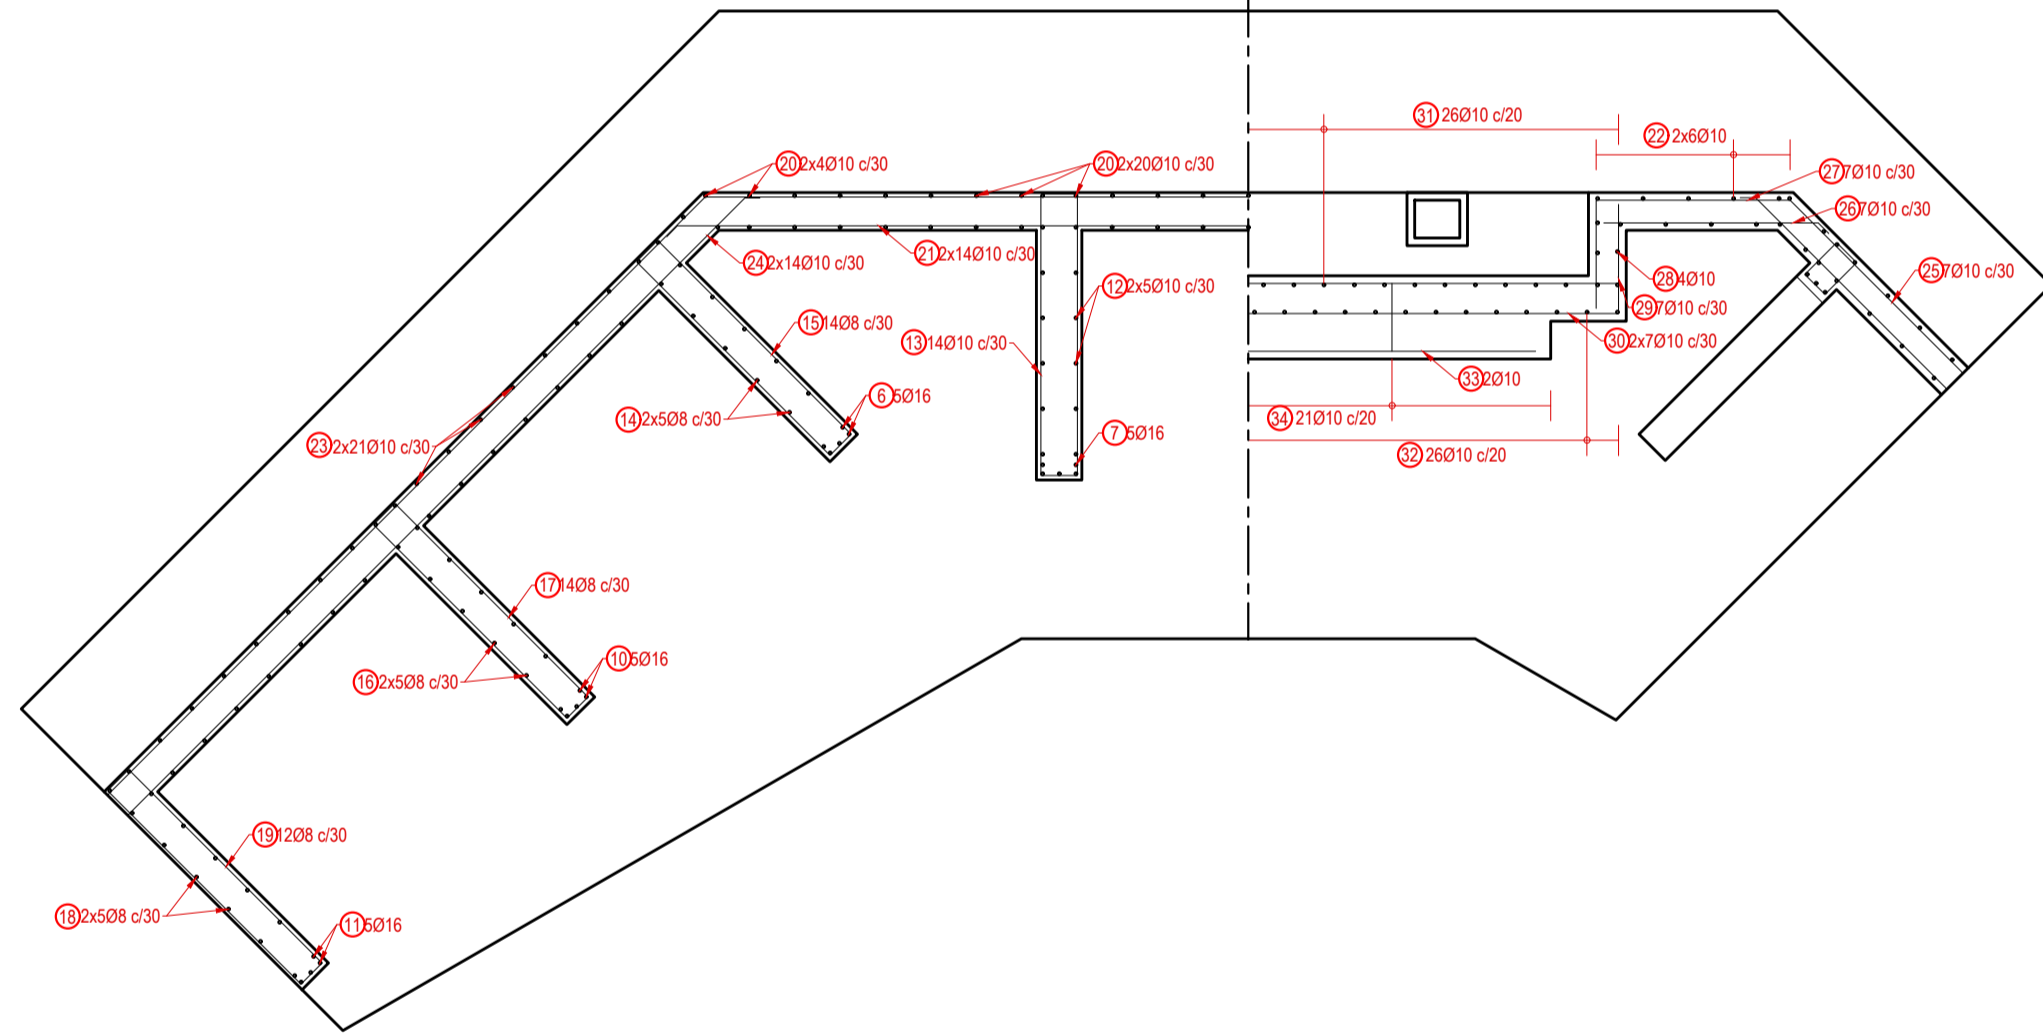 31 26Ø10 c/20
22 2x6Ø10
20 2x4Ø10 c/30
20 2x20Ø10 c/30
27 7Ø10 c/30
26 7Ø10 c/30
21 2x14Ø10 c/30
24 2x14Ø10 c/30
25 7Ø10 c/30
28 4Ø10
12 2x5Ø10 c/30
29 7Ø10 c/30
15 14Ø8 c/30
13 14Ø10 c/30
30 2x7Ø10 c/30
33 2Ø10
6 5Ø16
14 2x5Ø8 c/30
34 21Ø10 c/20
7 5Ø16
23 2x21Ø10 c/30
32 26Ø10 c/20
17 14Ø8 c/30
10 5Ø16
16 2x5Ø8 c/30
19 12Ø8 c/30
18 2x5Ø8 c/30
11 5Ø16